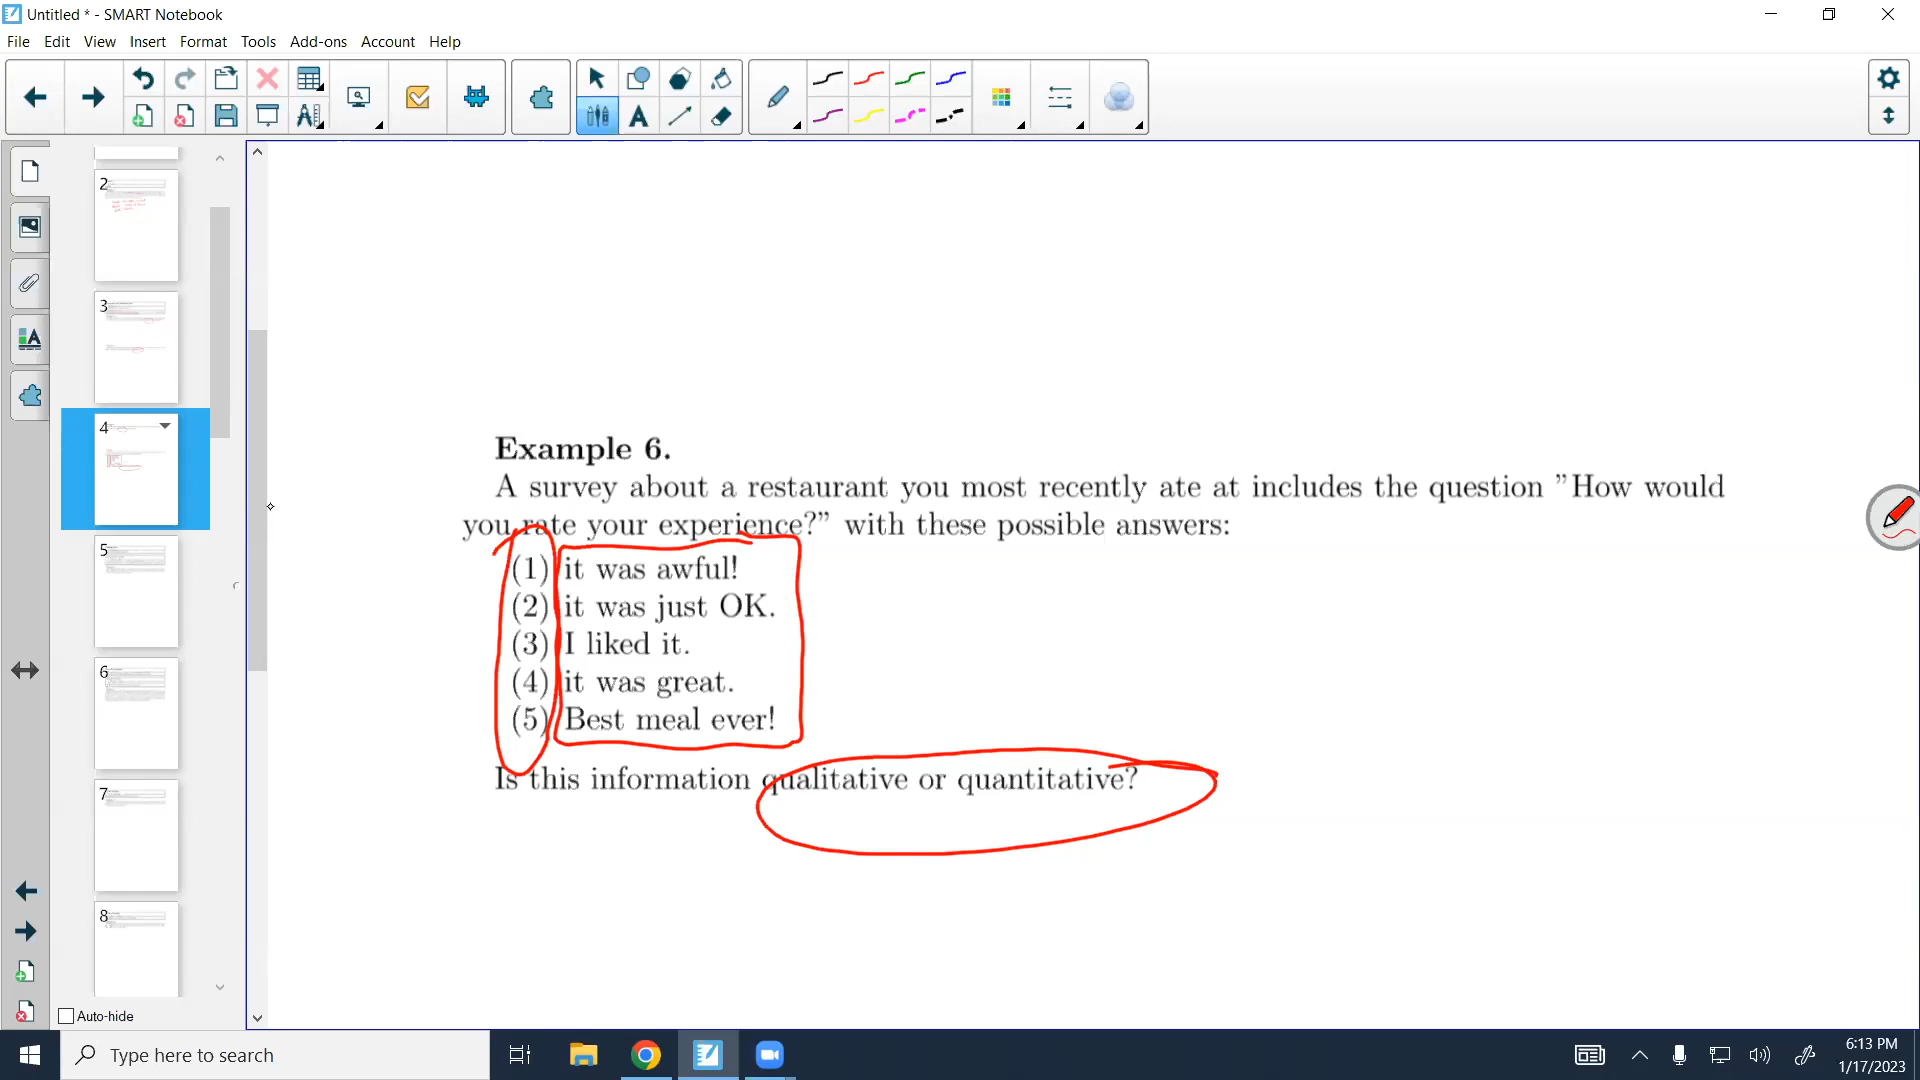 Untitled * - SMART Notebook
File Edit View Insert Format Tools Add-ons Account Help
2
3
4
5
6
7
8
Auto-hide
Example 6.
A survey about a restaurant you most recently ate at includes the question ”How would
you rate your experience?” with these possible answers:
(1) it was awful!
(2) it was just OK.
(3) I liked it.
(4) it was great.
(5) Best meal ever!
Is this information qualitative or quantitative?
Type here to search
6:13 PM
1/17/2023